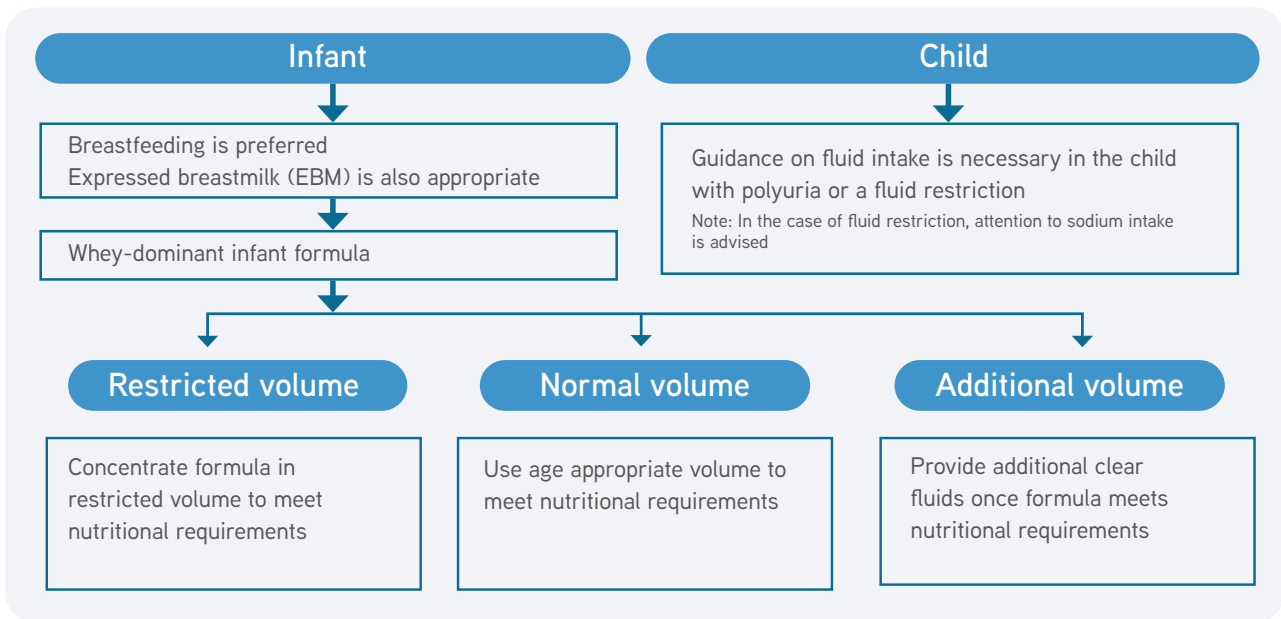 Infant
Breastfeeding is preferred
Expressed breastmilk (EBM) is also appropriate
Whey-dominant infant formula
Child
Guidance on fluid intake is necessary in the child
with polyuria or a fluid restriction
Note: In the case of fluid restriction, attention to sodium intake
is advised
Restricted volume
Concentrate formula in
restricted volume to meet
nutritional requirements
Normal volume
Use age appropriate volume to
meet nutritional requirements
Additional volume
Provide additional clear
fluids once formula meets
nutritional requirements